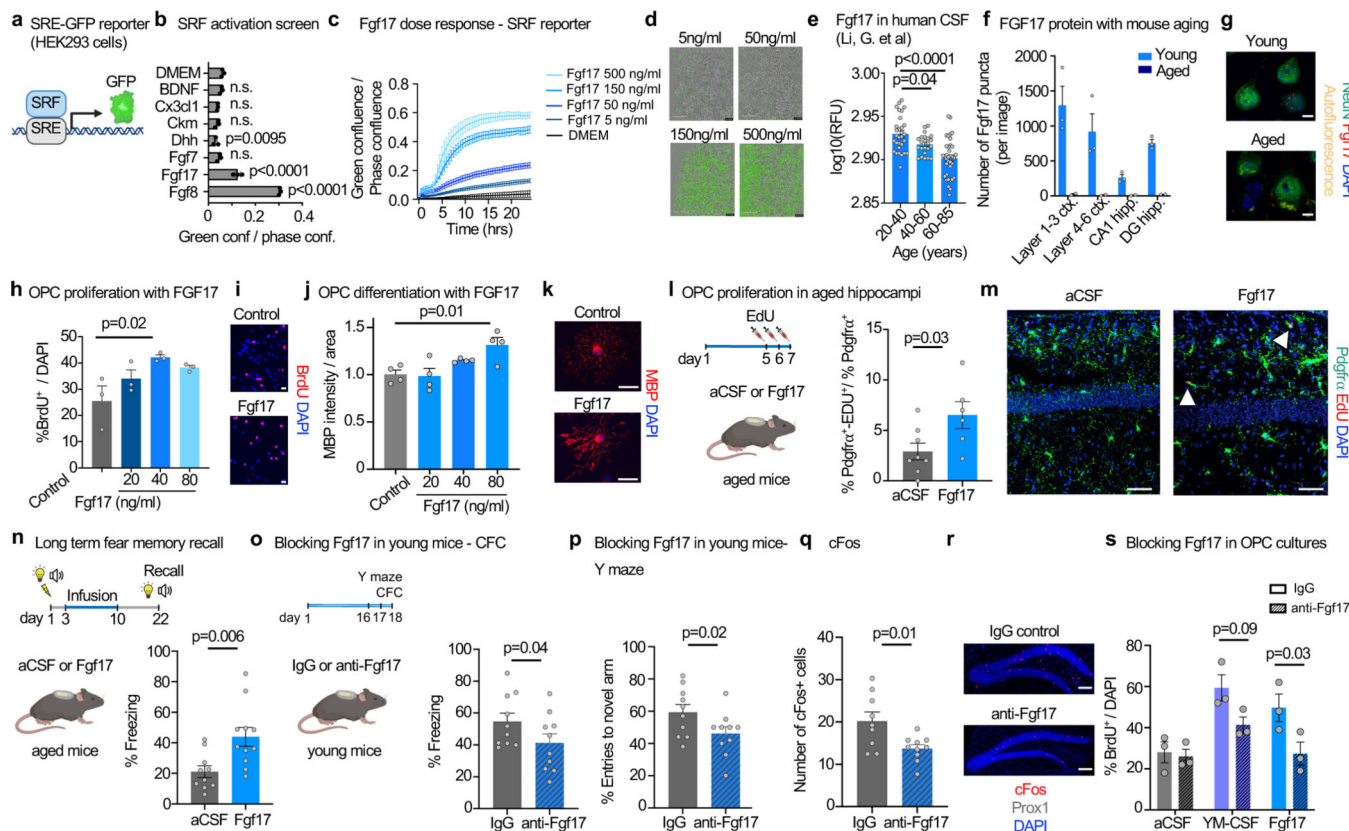 a SRE-GFP reporter
(HEK293 cells)
GFP
SRF
SRE
b SRF activation screen
DMEM
BDNF n.s.
Cx3cl1 n.s.
Ckm n.s.
Dhh p=0.0095
Fgf7 n.s.
Fgf17 p<0.0001
Fgf8 p<0.0001
0.0 0.2 0.4
Green conf / phase conf.
c Fgf17 dose response - SRF reporter
Green confluence /
Phase confluence
0.8
0.6
0.4
0.2
0.0
0 5 10 15 20
Time (hrs)
Fgf17 500 ng/ml
Fgf17 150 ng/ml
Fgf17 50 ng/ml
Fgf17 5 ng/ml
DMEM
d
5ng/ml 50ng/ml
150ng/ml 500ng/ml
e Fgf17 in human CSF
(Li, G. et al)
p<0.0001
p=0.04
log10(RFU)
2.99
2.96
2.93
2.90
2.87
20-40
40-60
60-85
Age (years)
f FGF17 protein with mouse aging
Number of Fgf17 puncta
(per image)
2000
1500
1000
500
0
Young
Aged
Layer 1-3 ctx.
Layer 4-6 ctx.
CA1 hipp.
DG hipp.
g
Young
Aged
NeuN Fgf17 DAPI
Autofluorescence
h OPC proliferation with FGF17
p=0.02
%BrdU+ / DAPI
50
40
30
20
10
0
Control 20 40 80
Fgf17 (ng/ml)
i
Control
Fgf17
BrdU DAPI
j OPC differentiation with FGF17
p=0.01
MBP intensity / area
1.5
1.0
0.5
0
Control 20 40 80
Fgf17 (ng/ml)
k
Control
Fgf17
MBP DAPI
l OPC proliferation in aged hippocampi
EdU
day 1 5 6 7
aCSF or Fgf17
aged mice
p=0.03
% Pdgfrα+-EDU+/ % Pdgfrα+
15
10
5
0
aCSF Fgf17
m
aCSF Fgf17
Pdgfrα EdU DAPI
n Long term fear memory recall
Recall
Infusion
day 1 3 10 22
aCSF or Fgf17
aged mice
p=0.006
% Freezing
100
80
60
40
20
0
aCSF Fgf17
o Blocking Fgf17 in young mice - CFC
Y maze
CFC
day 1 16 17 18
IgG or anti-Fgf17
young mice
p=0.04
% Freezing
100
80
60
40
20
0
IgG anti-Fgf17
p Blocking Fgf17 in young mice-
Y maze
p=0.02
% Entries to novel arm
100
80
60
40
20
0
IgG anti-Fgf17
q cFos
p=0.01
Number of cFos+ cells
40
30
20
10
0
IgG anti-Fgf17
r
IgG control
anti-Fgf17
cFos
Prox1
DAPI
s Blocking Fgf17 in OPC cultures
IgG
anti-Fgf17
p=0.09
p=0.03
% BrdU+ / DAPI
80
60
40
20
0
aCSF YM-CSF Fgf17